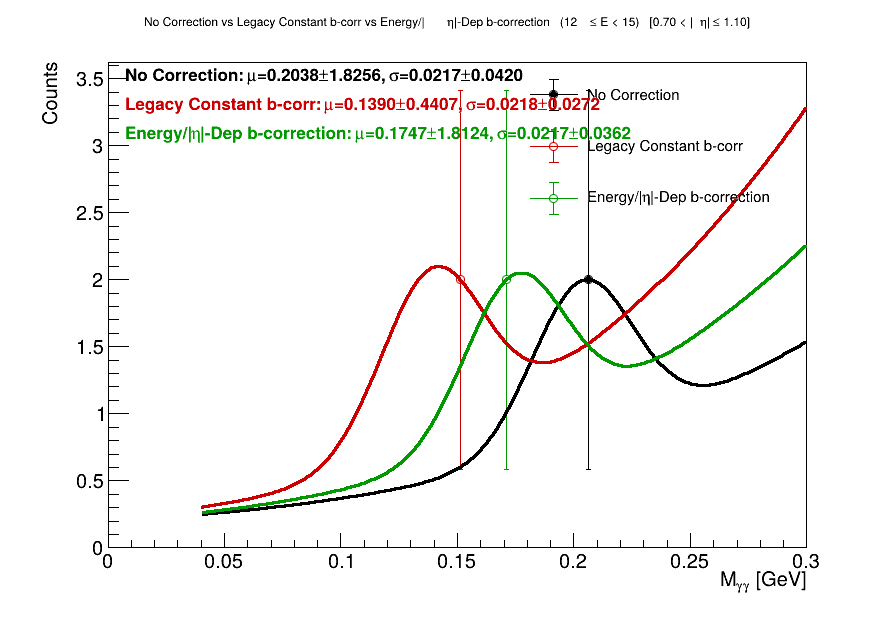 No Correction vs Legacy Constant b-corr vs Energy/| η|-Dep b-correction (12 ≤ E < 15) [0.70 < | η| ≤ 1.10]
Counts
No Correction: μ=0.2038±1.8256, σ=0.0217±0.0420
Legacy Constant b-corr: μ=0.1390±0.4407, σ=0.0218±0.0272
Energy/|η|-Dep b-correction: μ=0.1747±1.8124, σ=0.0217±0.0362
No Correction
Legacy Constant b-corr
Energy/|η|-Dep b-correction
3.5
3
2.5
2
1.5
1
0.5
0
0 0.05 0.1 0.15 0.2 0.25 0.3
Mγγ [GeV]